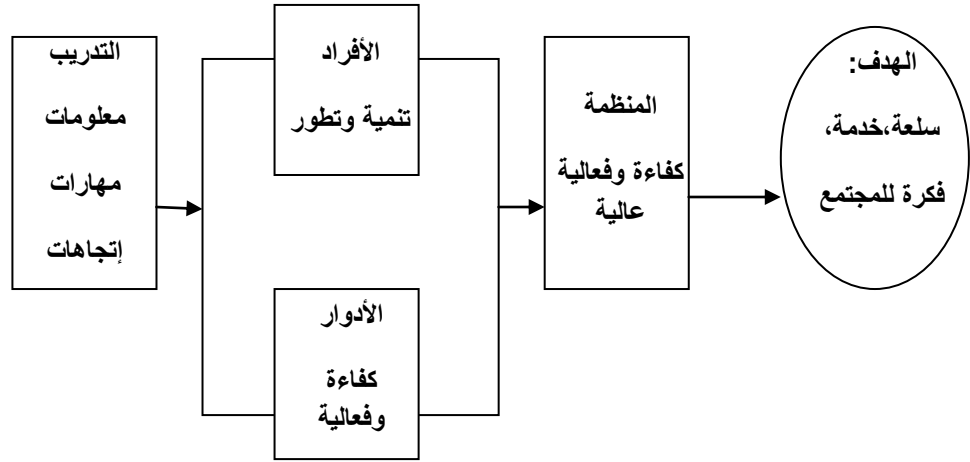 التدريب
معلومات
مهارات
إتجاهات
الأفراد
تنمية وتطور
الأدوار
كفاءة
وفعالية
المنظمة
كفاءة وفعالية
عالية
الهدف:
سلعة،خدمة،
فكرة للمجتمع